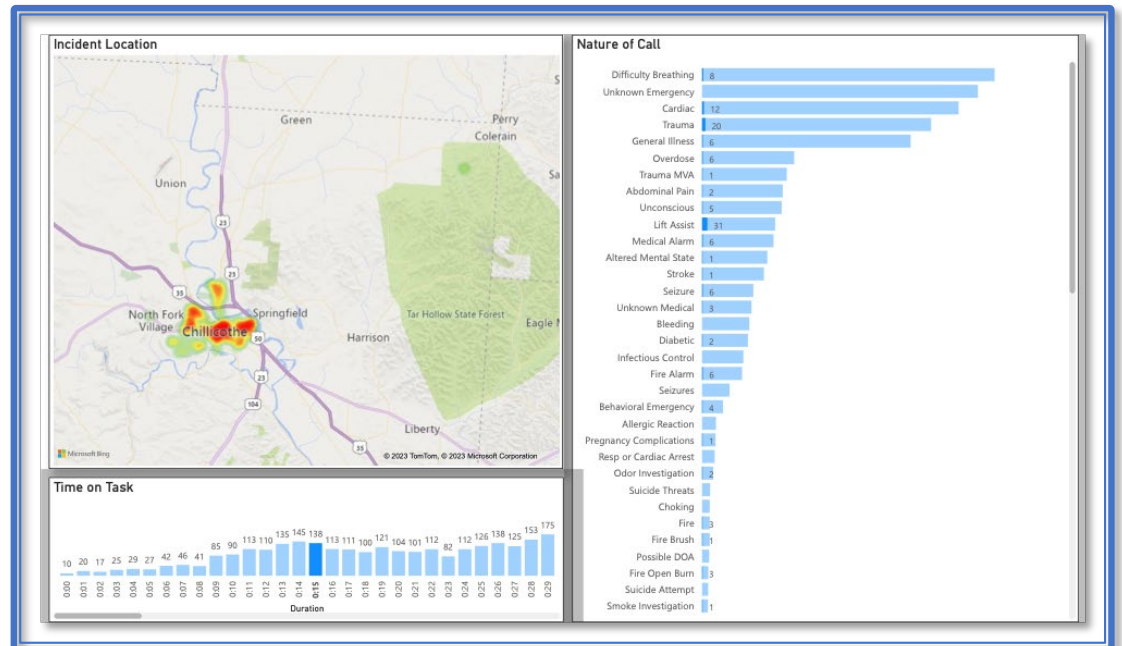 Incident Location
Green
Perry
Colerain
Union
23
23
35
North Fork
Village
Springfield
Chillicothe
50
Tar Hollow State Forest
Harrison
23
104
Liberty
35
Microsoft Bing
© 2023 TomTom, © 2023 Microsoft Corporation
Time on Task
10 20 17 25 29 27 42 46 41 85 90 113 110 135 145 138 113 111 100 121 104 101 112 82 112 126 138 125 153 175
0:00 0:01 0:02 0:03 0:04 0:05 0:06 0:07 0:08 0:09 0:10 0:11 0:12 0:13 0:14 0:15 0:16 0:17 0:18 0:19 0:20 0:21 0:22 0:23 0:24 0:25 0:26 0:27 0:28 0:29
Duration
Nature of Call
Difficulty Breathing 8
Unknown Emergency
Cardiac 12
Trauma 20
General Illness 6
Overdose 6
Trauma MVA 1
Abdominal Pain 2
Unconscious 5
Lift Assist 31
Medical Alarm 6
Altered Mental State 1
Stroke 1
Seizure 6
Unknown Medical 3
Bleeding
Diabetic 2
Infectious Control
Fire Alarm 6
Seizures
Behavioral Emergency 4
Allergic Reaction
Pregnancy Complications 1
Resp or Cardiac Arrest
Odor Investigation 2
Suicide Threats
Choking
Fire 3
Fire Brush 1
Possible DOA
Fire Open Burn 3
Suicide Attempt
Smoke Investigation 1